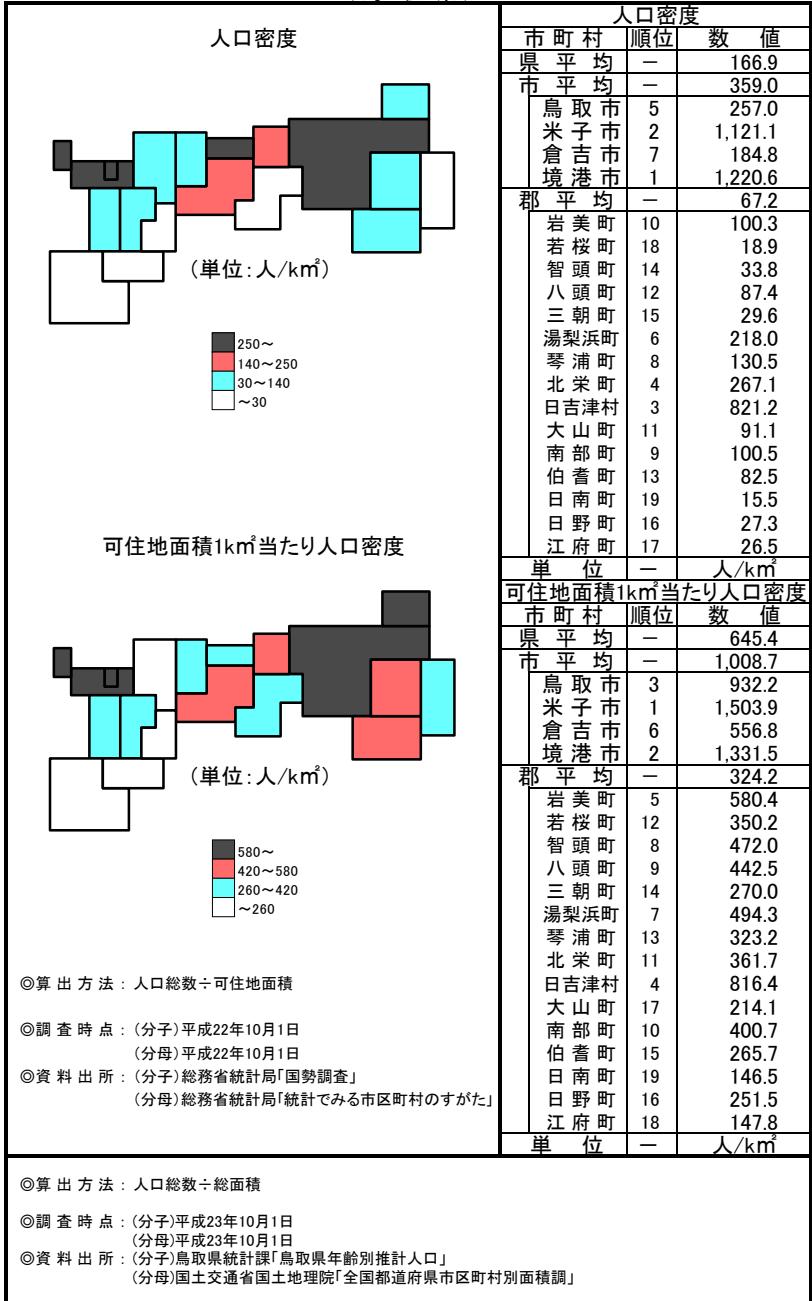 人口密度
(単位：人/k㎡)
250～
140～250
30～140
～30
可住地面積1k㎡当たり人口密度
(単位：人/k㎡)
580～
420～580
260～420
～260
◎算出方法：人口総数÷可住地面積
◎調査時点：(分子)平成22年10月1日
(分母)平成22年10月1日
◎資料出所：(分子)総務省統計局「国勢調査」
(分母)総務省統計局「統計でみる市区町村のすがた」
人口密度
市町村 順位 数値
県平均 － 166.9
市平均 － 359.0
鳥取市 5 257.0
米子市 2 1,121.1
倉吉市 7 184.8
境港市 1 1,220.6
郡平均 － 67.2
岩美町 10 100.3
若桜町 18 18.9
智頭町 14 33.8
八頭町 12 87.4
三朝町 15 29.6
湯梨浜町 6 218.0
琴浦町 8 130.5
北栄町 4 267.1
日吉津村 3 821.2
大山町 11 91.1
南部町 9 100.5
伯耆町 13 82.5
日南町 19 15.5
日野町 16 27.3
江府町 17 26.5
単位 － 人/k㎡
可住地面積1k㎡当たり人口密度
市町村 順位 数値
県平均 － 645.4
市平均 － 1,008.7
鳥取市 3 932.2
米子市 1 1,503.9
倉吉市 6 556.8
境港市 2 1,331.5
郡平均 － 324.2
岩美町 5 580.4
若桜町 12 350.2
智頭町 8 472.0
八頭町 9 442.5
三朝町 14 270.0
湯梨浜町 7 494.3
琴浦町 13 323.2
北栄町 11 361.7
日吉津村 4 816.4
大山町 17 214.1
南部町 10 400.7
伯耆町 15 265.7
日南町 19 146.5
日野町 16 251.5
江府町 18 147.8
単位 － 人/k㎡
◎算出方法：人口総数÷総面積
◎調査時点：(分子)平成23年10月1日
(分母)平成23年10月1日
◎資料出所：(分子)鳥取県統計課「鳥取県年齢別推計人口」
(分母)国土交通省国土地理院「全国都道府県市区町村別面積調」